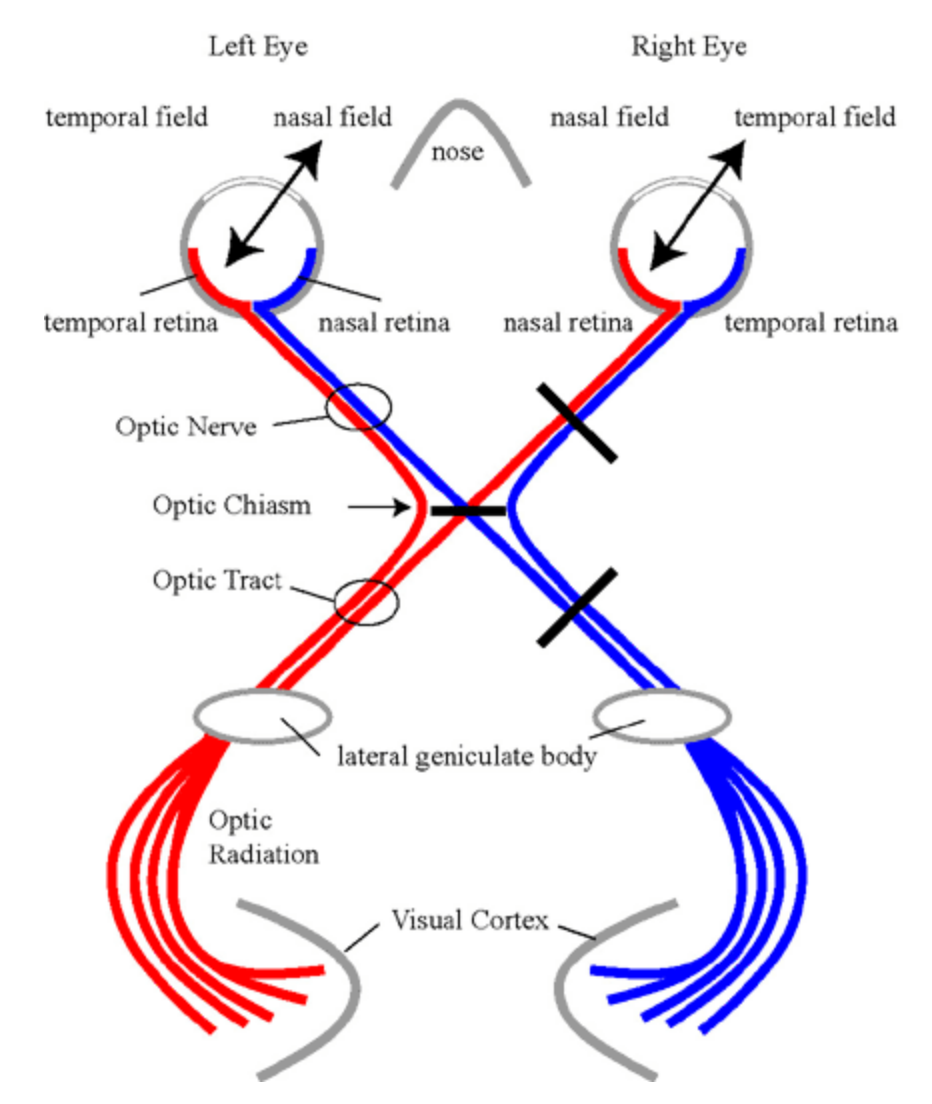 Left Eye
Right Eye
temporal field
nasal field
nasal field
temporal field
nose
temporal retina
nasal retina
nasal retina
temporal retina
Optic Nerve
Optic Chiasm
Optic Tract
lateral geniculate body
Optic
Radiation
Visual Cortex